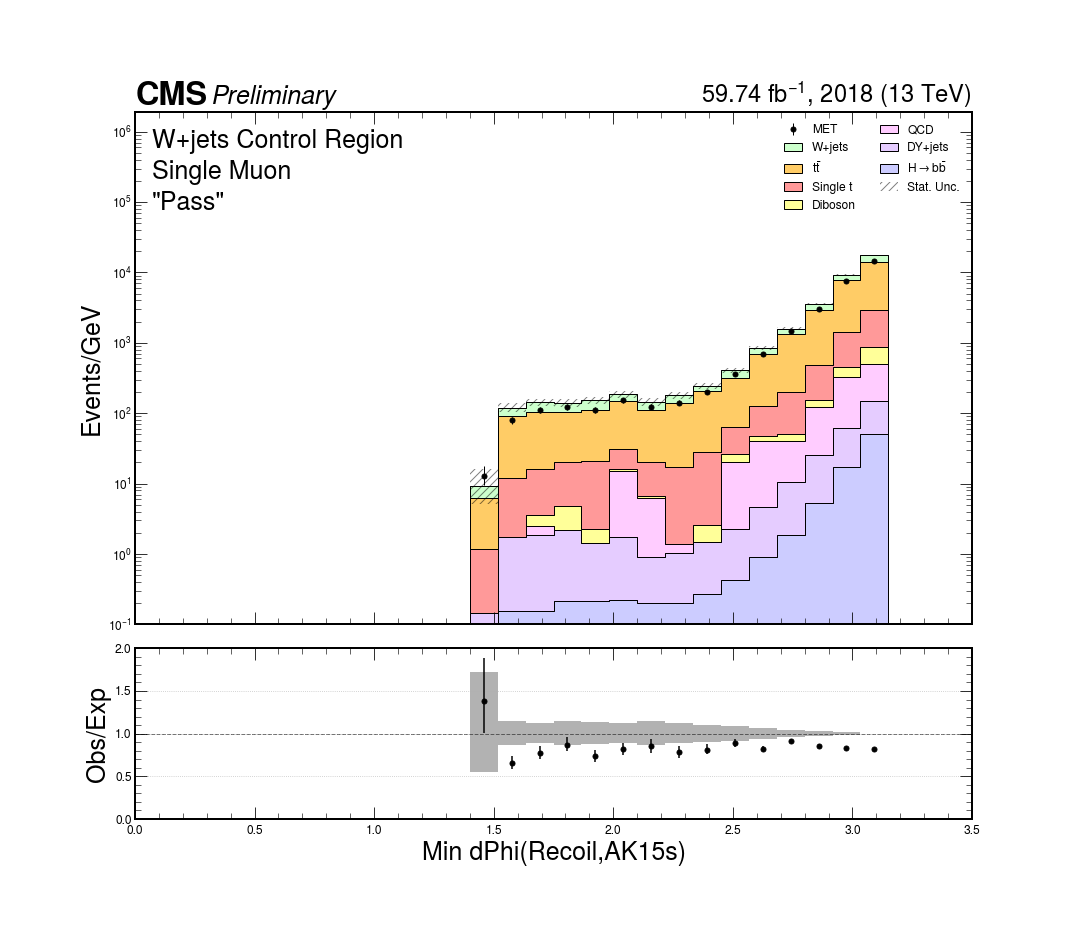 CMS Preliminary
59.74 fb⁻¹, 2018 (13 TeV)
W+jets Control Region
Single Muon
"Pass"
MET
W+jets
tt̄
Single t
Diboson
QCD
DY+jets
H→bb̄
Stat. Unc.
Events/GeV
10⁶
10⁵
10⁴
10³
10²
10¹
10⁰
10⁻¹
Obs/Exp
2.0
1.5
1.0
0.5
0.0
0.0 0.5 1.0 1.5 2.0 2.5 3.0 3.5
Min dPhi(Recoil,AK15s)